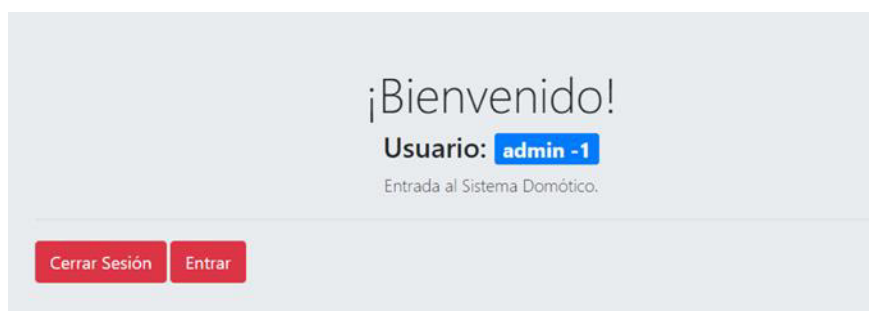 ¡Bienvenido!
Usuario: admin -1
Entrada al Sistema Domótico.
Cerrar Sesión Entrar